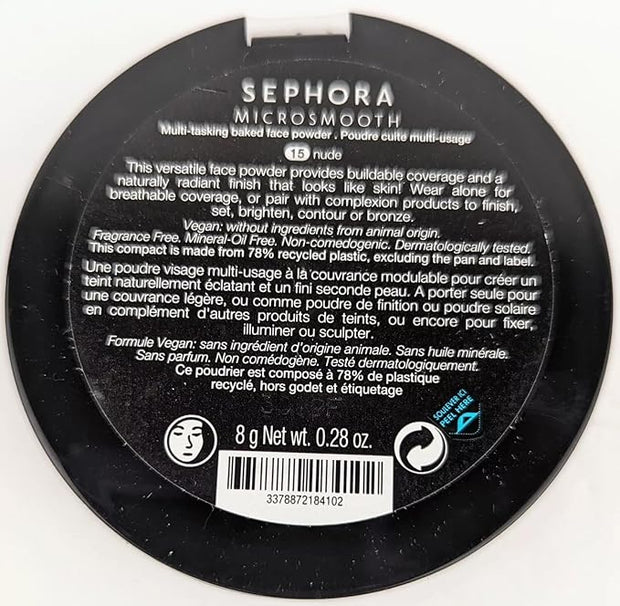 SEPHORA
MICROSMOOTH
Multi-tasking baked face powder . Poudre cuite multi-usage
15 nude
This versatile face powder provides buildable coverage and a
naturally radiant finish that looks like skin! Wear alone for
breathable coverage, or pair with complexion products to finish,
set, brighten, contour or bronze.
Vegan: without ingredients from animal origin.
Fragrance Free. Mineral-Oil Free. Non-comedogenic. Dermatologically tested.
This compact is made from 78% recycled plastic, excluding the pan and label.
Une poudre visage multi-usage à la couvrance modulable pour créer un
teint naturellement éclatant et un fini seconde peau. A porter seule pour
une couvrance légère, ou comme poudre de finition ou poudre solaire
en complément d'autres produits de teints, ou encore pour fixer,
illuminer ou sculpter.
Formule Vegan: sans ingrédient d'origine animale. Sans huile minérale.
Sans parfum. Non comédogène. Testé dermatologiquement.
Ce poudrier est composé à 78% de plastique
recyclé, hors godet et étiquetage
SOULEVER ICI
PEEL HERE
8 g Net wt. 0.28 oz.
3378872184102